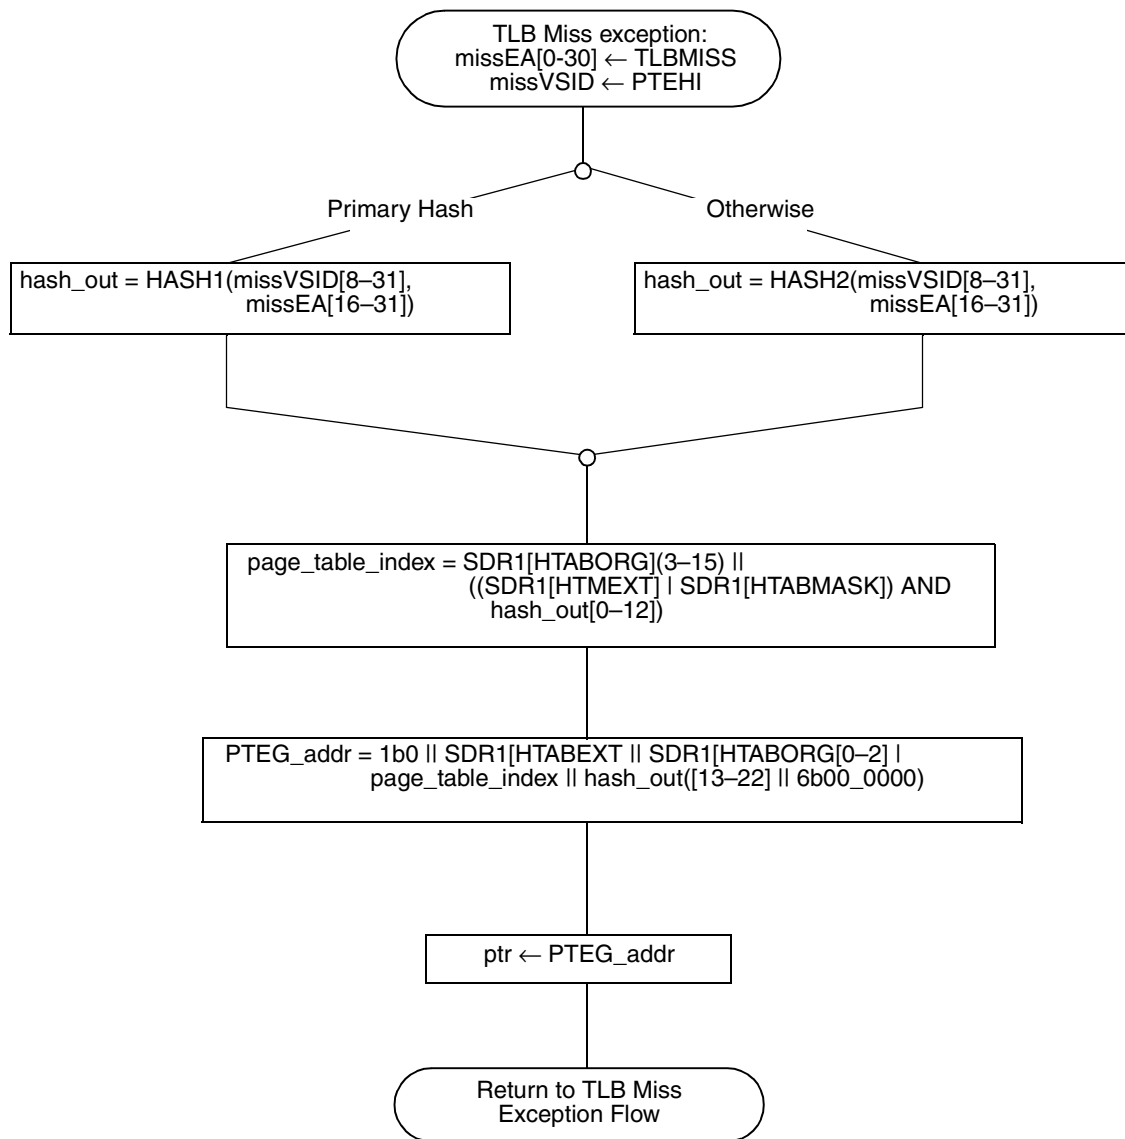 TLB Miss exception:
missEA[0-30] ← TLBMISS
missVSID ← PTEHI
Primary Hash
Otherwise
hash_out = HASH1(missVSID[8–31],
missEA[16–31])
hash_out = HASH2(missVSID[8–31],
missEA[16–31])
page_table_index = SDR1[HTABORG](3–15) ||
((SDR1[HTMEXT] | SDR1[HTABMASK]) AND
hash_out[0–12])
PTEG_addr = 1b0 || SDR1[HTABEXT || SDR1[HTABORG[0–2] |
page_table_index || hash_out([13–22] || 6b00_0000)
ptr ← PTEG_addr
Return to TLB Miss
Exception Flow